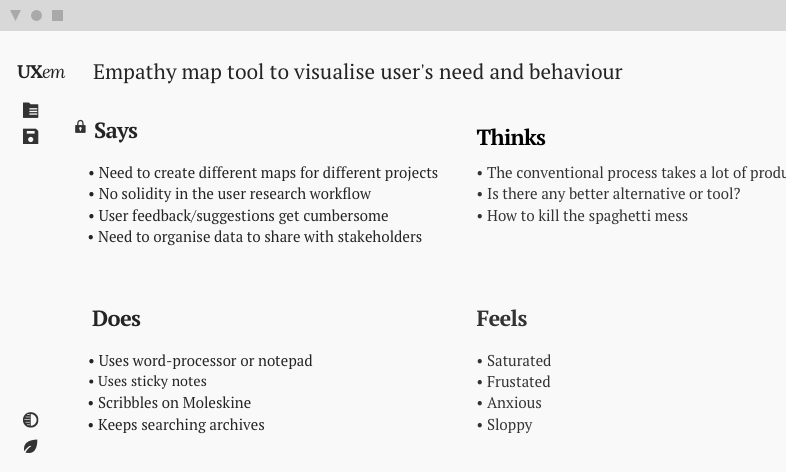 UXem
Empathy map tool to visualise user's need and behaviour
Says
• Need to create different maps for different projects
• No solidity in the user research workflow
• User feedback/suggestions get cumbersome
• Need to organise data to share with stakeholders
Thinks
• The conventional process takes a lot of produ
• Is there any better alternative or tool?
• How to kill the spaghetti mess
Does
• Uses word-processor or notepad
• Uses sticky notes
• Scribbles on Moleskine
• Keeps searching archives
Feels
• Saturated
• Frustated
• Anxious
• Sloppy